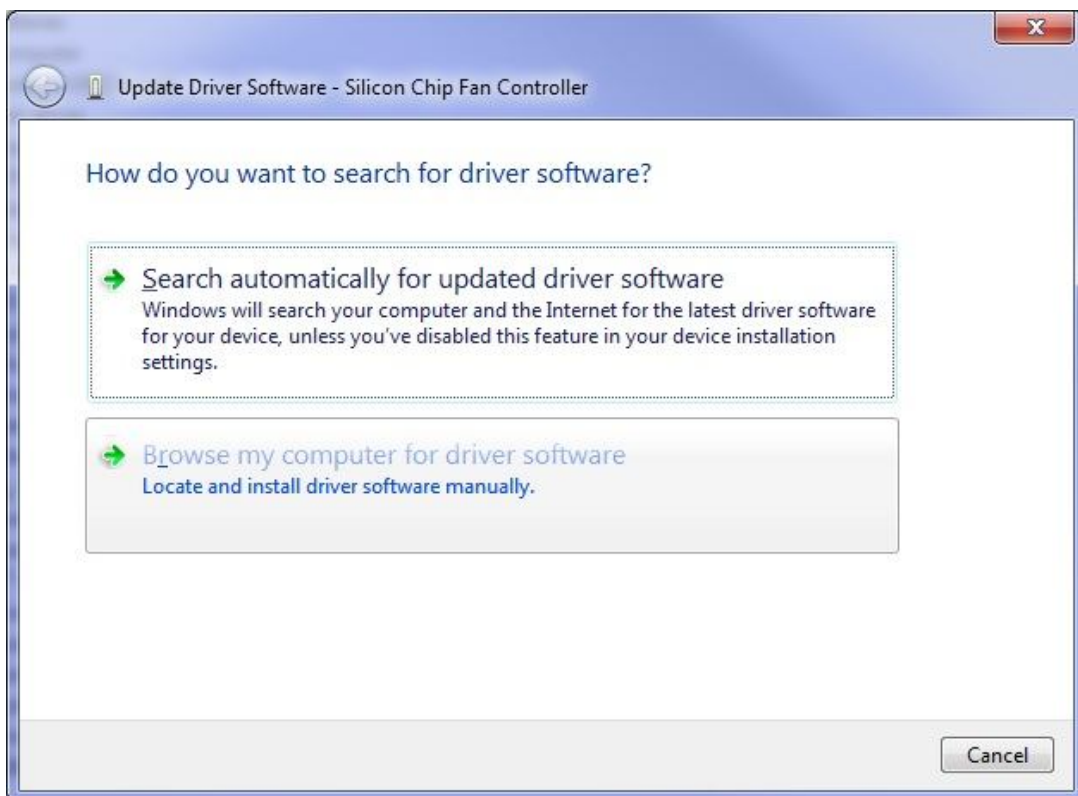 Update Driver Software - Silicon Chip Fan Controller
How do you want to search for driver software?
Search automatically for updated driver software
Windows will search your computer and the Internet for the latest driver software
for your device, unless you've disabled this feature in your device installation
settings.
Browse my computer for driver software
Locate and install driver software manually.
Cancel